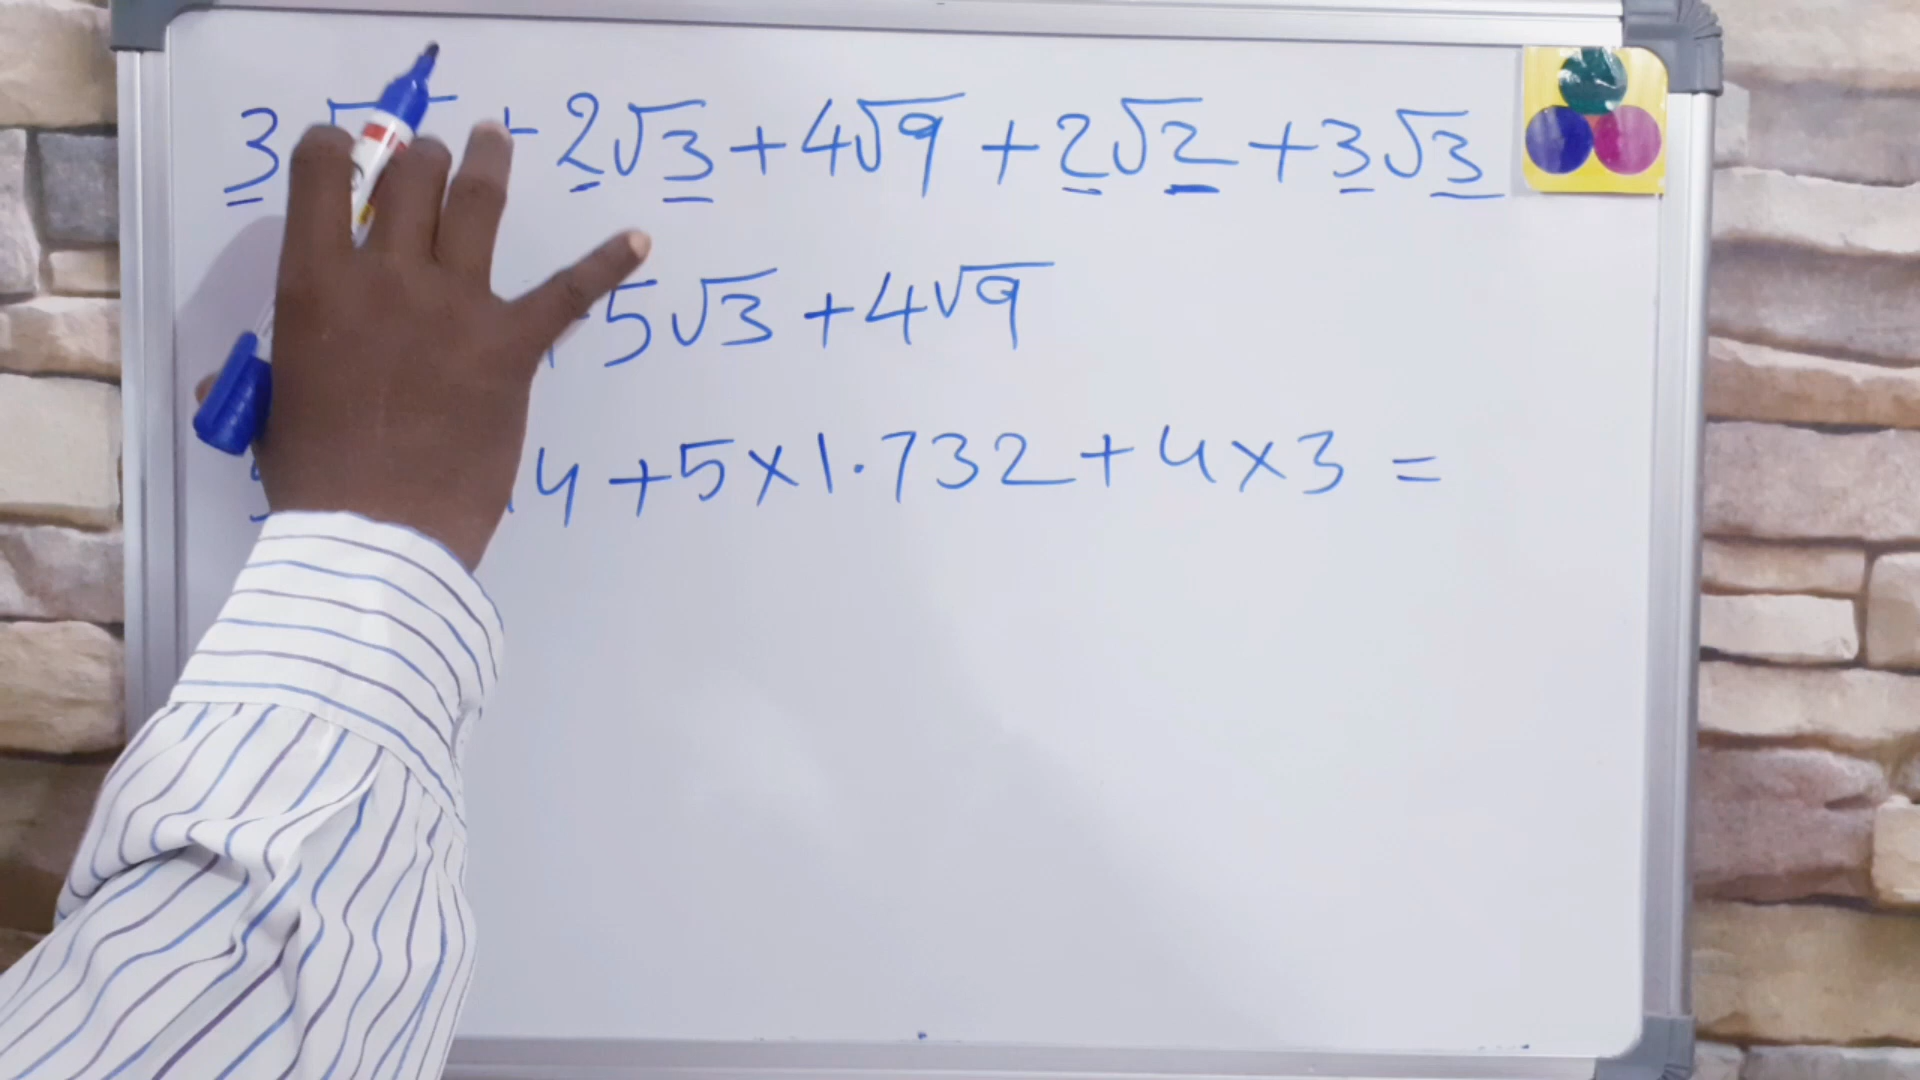 3√ + 2√3 + 4√9 + 2√2 + 3√3
5√3 + 4√9
4 + 5 × 1.732 + 4 × 3 =